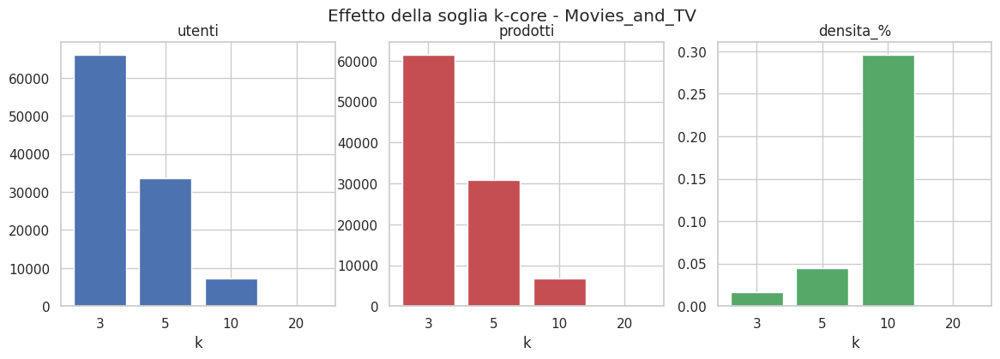 Effetto della soglia k-core - Movies_and_TV
utenti
60000
50000
40000
30000
20000
10000
0
3 5 10 20
k
prodotti
60000
50000
40000
30000
20000
10000
0
3 5 10 20
k
densita_%
0.30
0.25
0.20
0.15
0.10
0.05
0.00
3 5 10 20
k